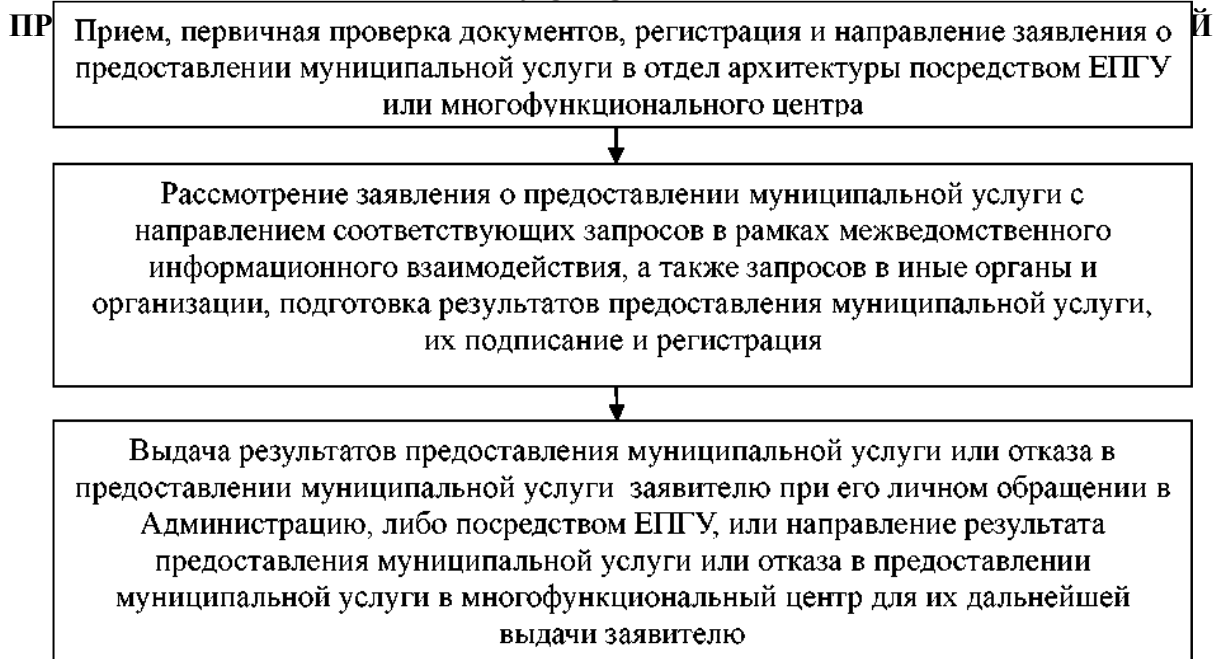 Прием, первичная проверка документов, регистрация и направление заявления о
предоставлении муниципальной услуги в отдел архитектуры посредством ЕПГУ
или многофункционального центра
Рассмотрение заявления о предоставлении муниципальной услуги с
направлением соответствующих запросов в рамках межведомственного
информационного взаимодействия, а также запросов в иные органы и
организации, подготовка результатов предоставления муниципальной услуги,
их подписание и регистрация
Выдача результатов предоставления муниципальной услуги или отказа в
предоставлении муниципальной услуги заявителю при его личном обращении в
Администрацию, либо посредством ЕПГУ, или направление результата
предоставления муниципальной услуги или отказа в предоставлении
муниципальной услуги в многофункциональный центр для их дальнейшей
выдачи заявителю